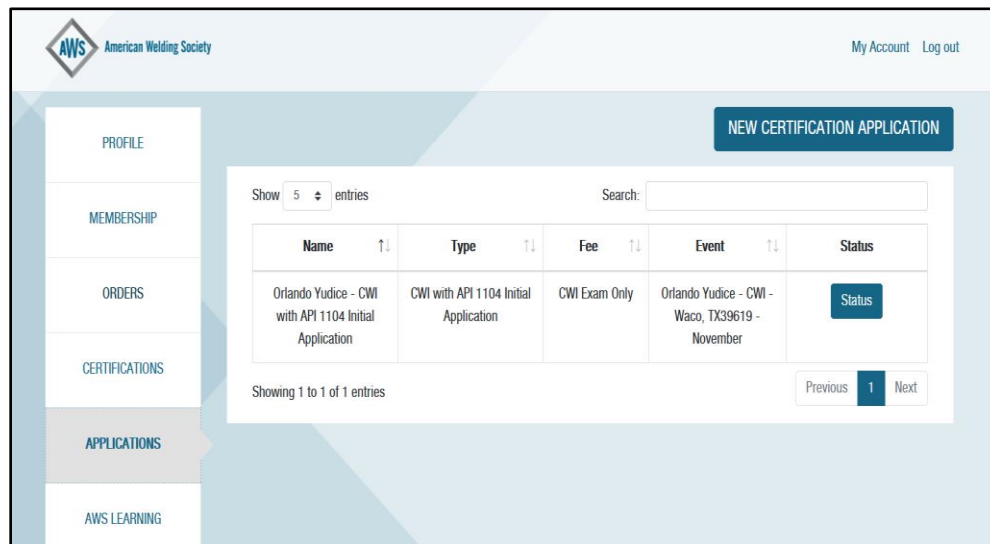 AWS American Welding Society
My Account Log out
PROFILE
MEMBERSHIP
ORDERS
CERTIFICATIONS
APPLICATIONS
AWS LEARNING
NEW CERTIFICATION APPLICATION
Show 5 entries
Search:
Name Type Fee Event Status
Orlando Yudice - CWI
with API 1104 Initial
Application
CWI with API 1104 Initial
Application
CWI Exam Only
Orlando Yudice - CWI -
Waco, TX39619 -
November
Status
Showing 1 to 1 of 1 entries
Previous 1 Next